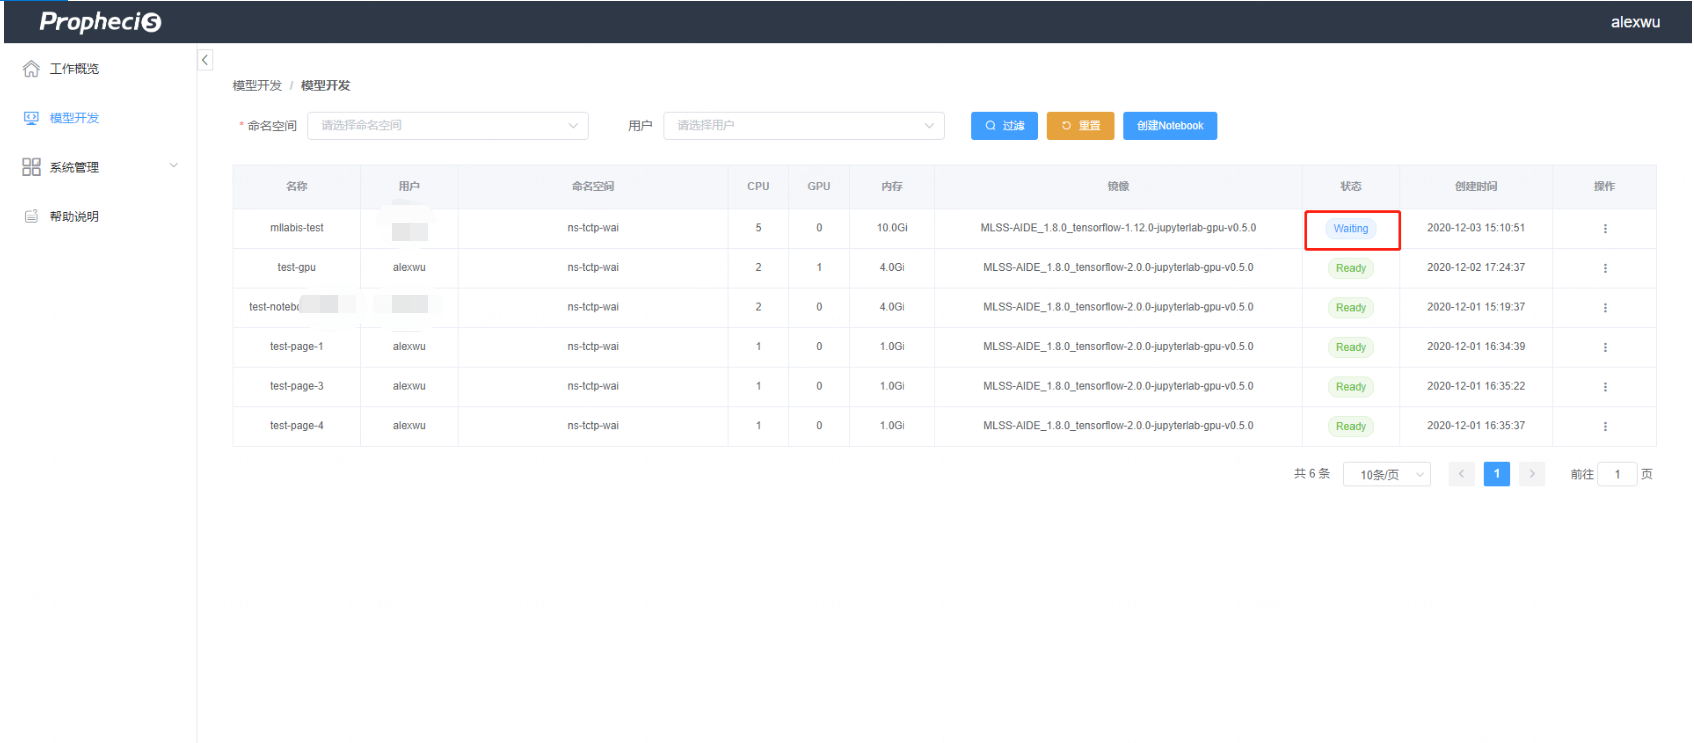 Prophecis
alexwu
工作概览
模型开发
系统管理
帮助说明
模型开发 / 模型开发
* 命名空间 请选择命名空间 用户 请选择用户 过滤 重置 创建Notebook
名称 用户 命名空间 CPU GPU 内存 镜像 状态 创建时间 操作
mllabis-test ns-tctp-wai 5 0 10.0Gi MLSS-AIDE_1.8.0_tensorflow-1.12.0-jupyterlab-gpu-v0.5.0 Waiting 2020-12-03 15:10:51
test-gpu alexwu ns-tctp-wai 2 1 4.0Gi MLSS-AIDE_1.8.0_tensorflow-2.0.0-jupyterlab-gpu-v0.5.0 Ready 2020-12-02 17:24:37
test-notebo ns-tctp-wai 2 0 4.0Gi MLSS-AIDE_1.8.0_tensorflow-2.0.0-jupyterlab-gpu-v0.5.0 Ready 2020-12-01 15:19:37
test-page-1 alexwu ns-tctp-wai 1 0 1.0Gi MLSS-AIDE_1.8.0_tensorflow-2.0.0-jupyterlab-gpu-v0.5.0 Ready 2020-12-01 16:34:39
test-page-3 alexwu ns-tctp-wai 1 0 1.0Gi MLSS-AIDE_1.8.0_tensorflow-2.0.0-jupyterlab-gpu-v0.5.0 Ready 2020-12-01 16:35:22
test-page-4 alexwu ns-tctp-wai 1 0 1.0Gi MLSS-AIDE_1.8.0_tensorflow-2.0.0-jupyterlab-gpu-v0.5.0 Ready 2020-12-01 16:35:37
共 6 条 10条/页 < 1 > 前往 1 页